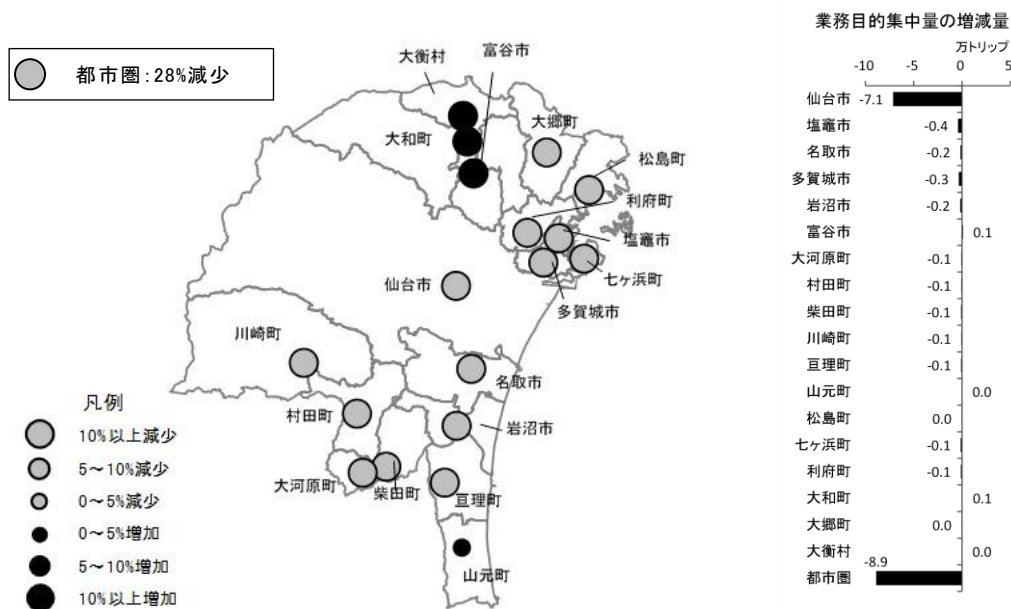 都市圏：28%減少
大衡村
富谷市
大和町
大郷町
松島町
利府町
塩竈市
七ヶ浜町
多賀城市
仙台市
川崎町
名取市
村田町
岩沼市
大河原町
柴田町
亘理町
山元町
凡例
10%以上減少
5～10%減少
0～5%減少
0～5%増加
5～10%増加
10%以上増加
業務目的集中量の増減量
万トリップ
-10 -5 0 5
仙台市 -7.1
塩竈市 -0.4
名取市 -0.2
多賀城市 -0.3
岩沼市 -0.2
富谷市 0.1
大河原町 -0.1
村田町 -0.1
柴田町 -0.1
川崎町 -0.1
亘理町 -0.1
山元町 0.0
松島町 0.0
七ヶ浜町 -0.1
利府町 -0.1
大和町 0.1
大郷町 0.0
大衡村 0.0
都市圏 -8.9